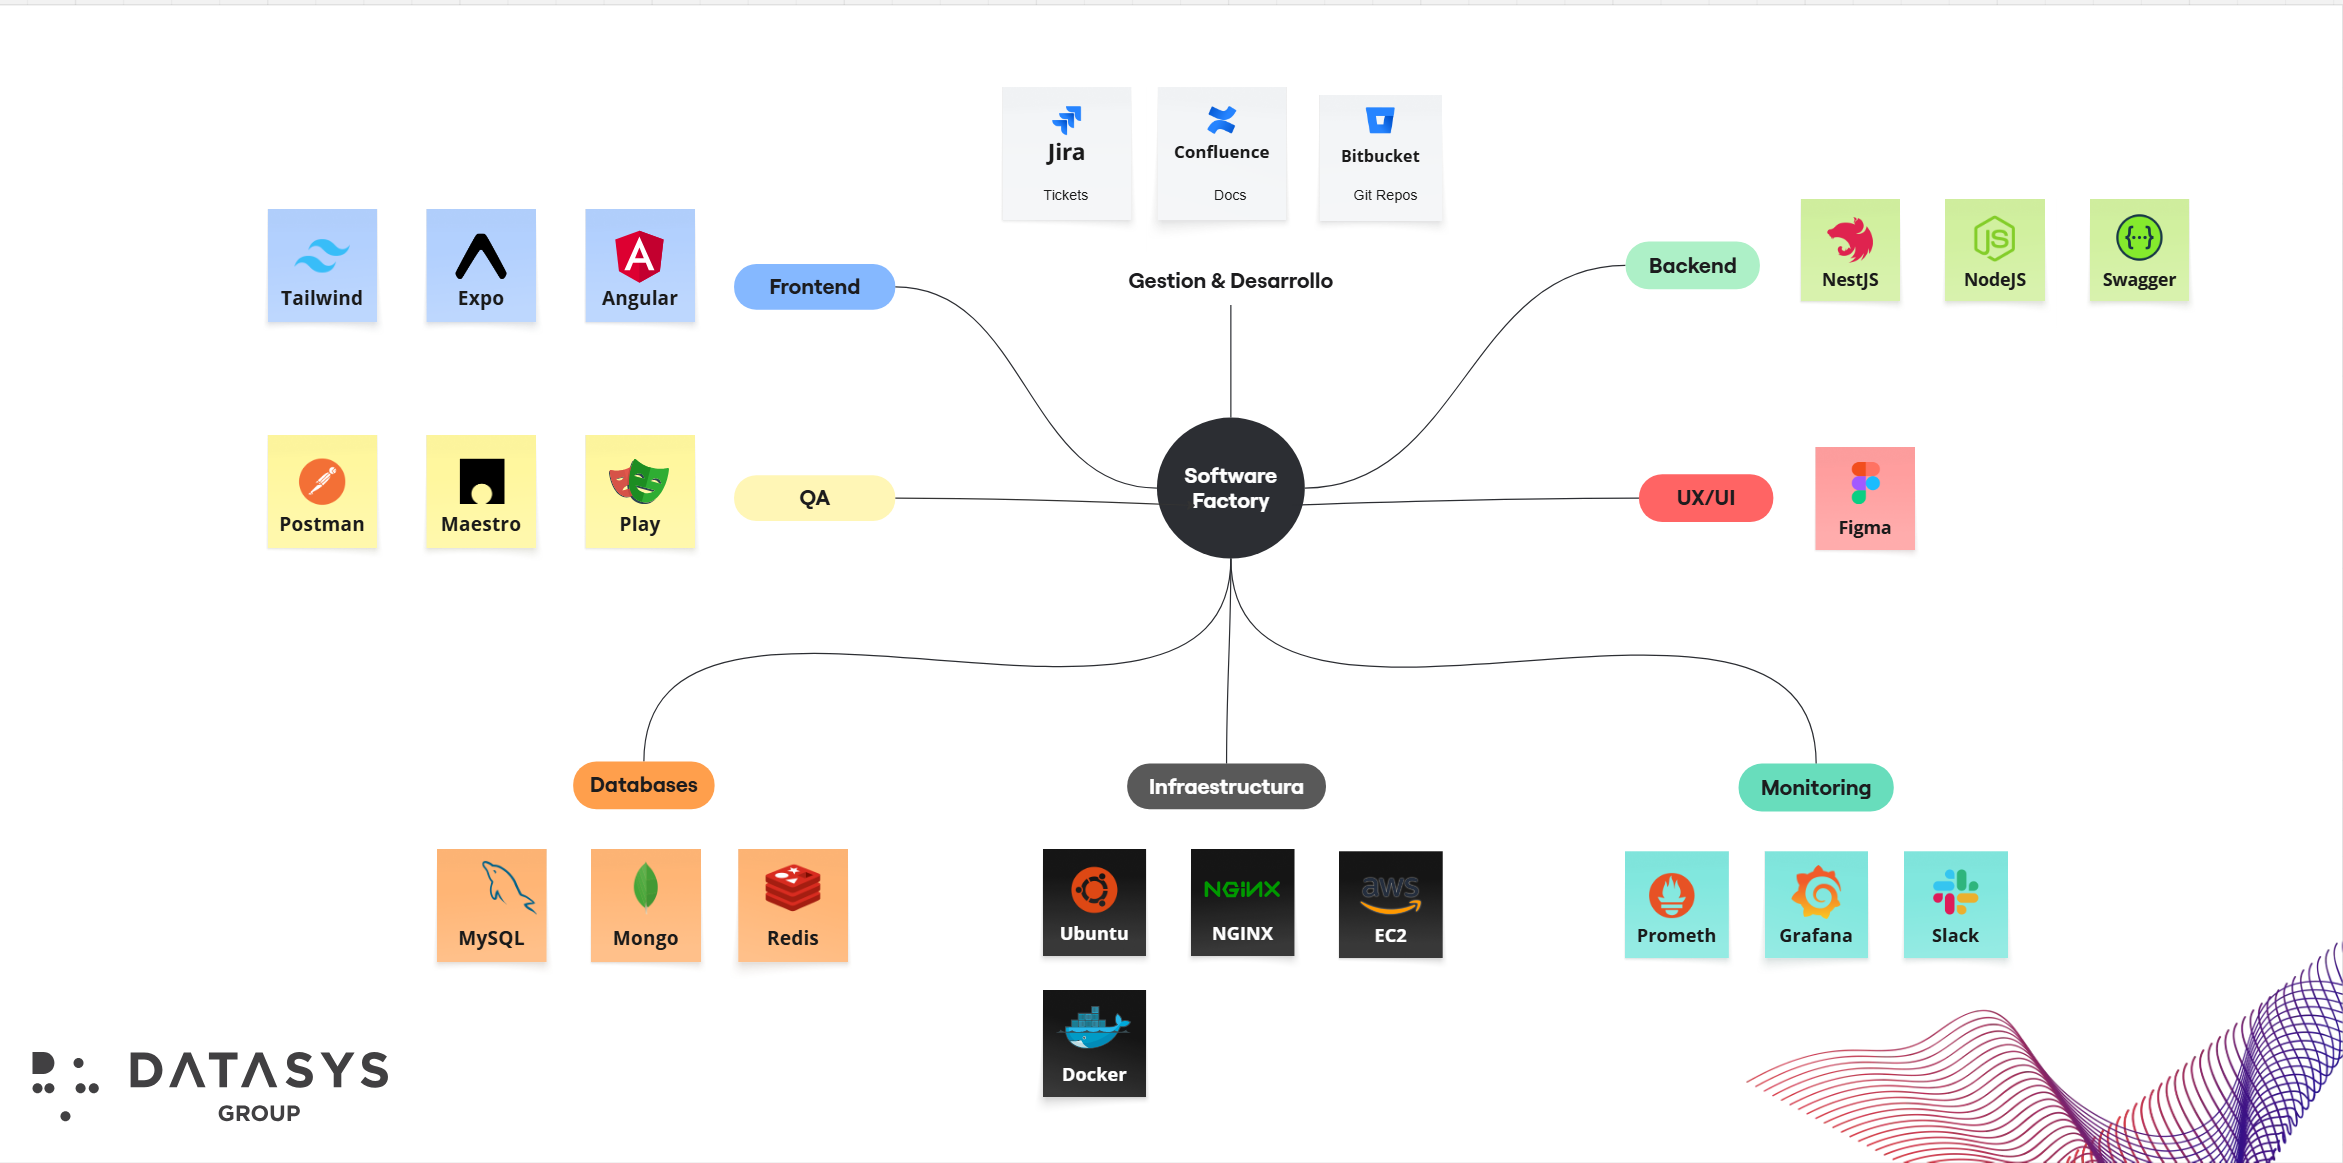 Jira
Tickets
Confluence
Docs
Bitbucket
Git Repos
Gestion & Desarrollo
Tailwind
Expo
Angular
Frontend
Backend
NestJS
JS
NodeJS
{···}
Swagger
Postman
Maestro
Play
QA
Software
Factory
UX/UI
Figma
Databases
MySQL
Mongo
Redis
Infraestructura
Ubuntu
NGINX
NGINX
aws
EC2
Docker
Monitoring
Prometh
Grafana
Slack
DATASYS
GROUP